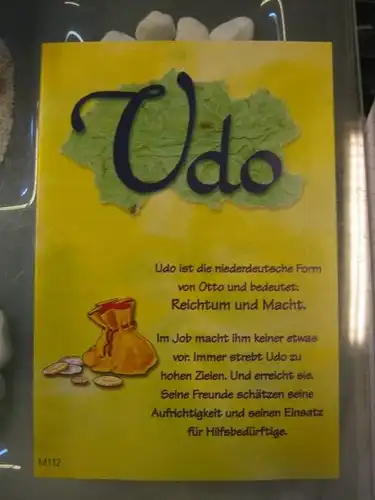 Udo
Udo ist die niederdeutsche Form
von Otto und bedeutet:
Reichtum und Macht.
Im Job macht ihm keiner etwas
vor. Immer strebt Udo zu
hohen Zielen. Und erreicht sie.
Seine Freunde schätzen seine
Aufrichtigkeit und seinen Einsatz
für Hilfsbedürftige.
M112